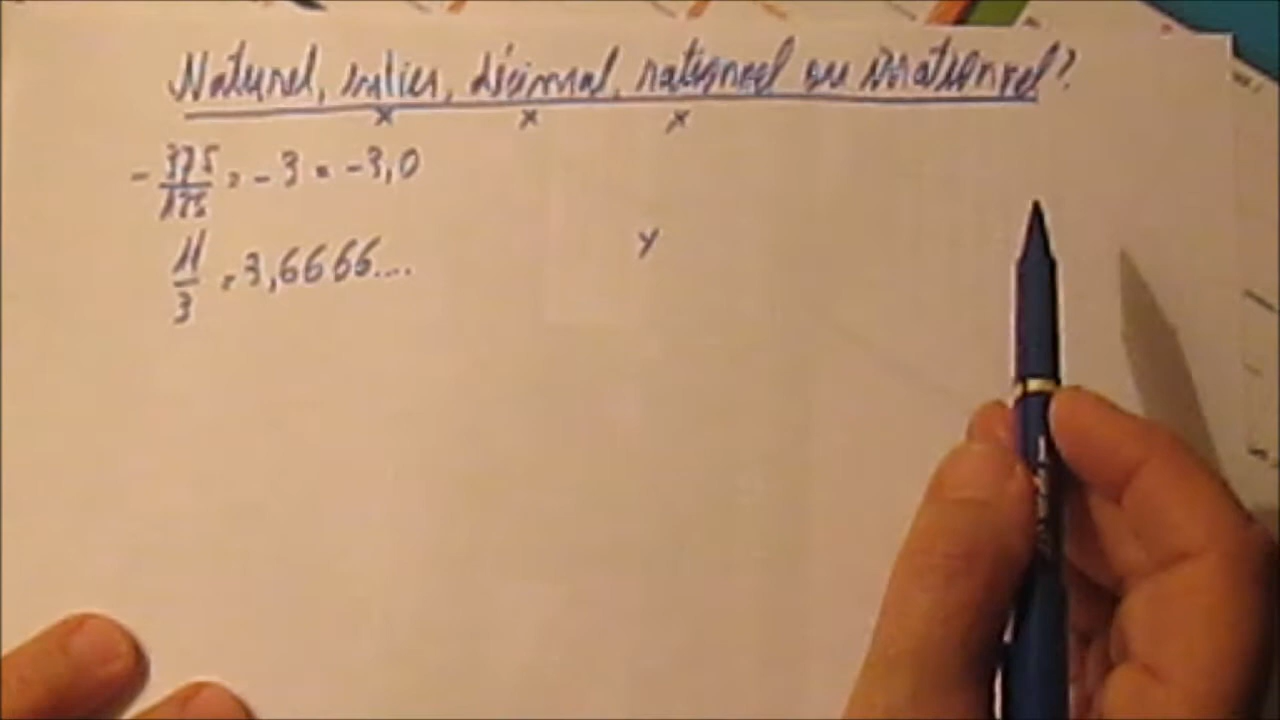 Naturel, entier, décimal, rationnel ou irrationnel ?
x x x
- 375/125 = - 3 = -3,0
11/3 = 3,6666.... x